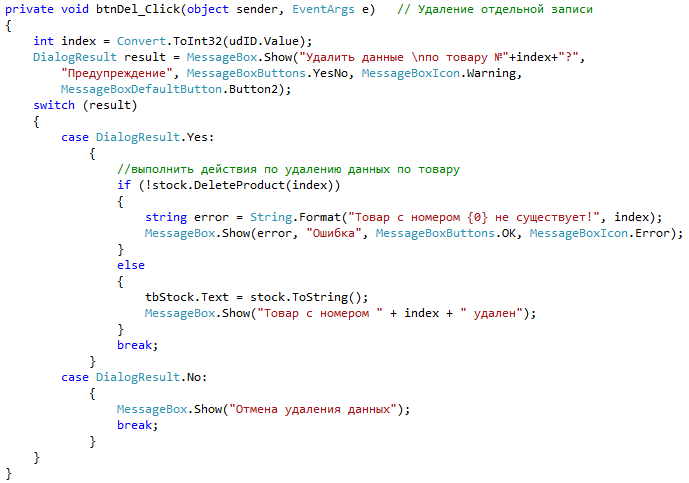 private void btnDel_Click(object sender, EventArgs e)   // Удаление отдельной записи
{
    int index = Convert.ToInt32(udID.Value);
    DialogResult result = MessageBox.Show("Удалить данные \nпо товару №"+index+"?",
        "Предупреждение", MessageBoxButtons.YesNo, MessageBoxIcon.Warning,
        MessageBoxDefaultButton.Button2);
    switch (result)
    {
        case DialogResult.Yes:
            {
                //выполнить действия по удалению данных по товару
                if (!stock.DeleteProduct(index))
                {
                    string error = String.Format("Товар с номером {0} не существует!", index);
                    MessageBox.Show(error, "Ошибка", MessageBoxButtons.OK, MessageBoxIcon.Error);
                }
                else
                {
                    tbStock.Text = stock.ToString();
                    MessageBox.Show("Товар с номером " + index + " удален");
                }
                break;
            }
        case DialogResult.No:
            {
                MessageBox.Show("Отмена удаления данных");
                break;
            }
    }
}